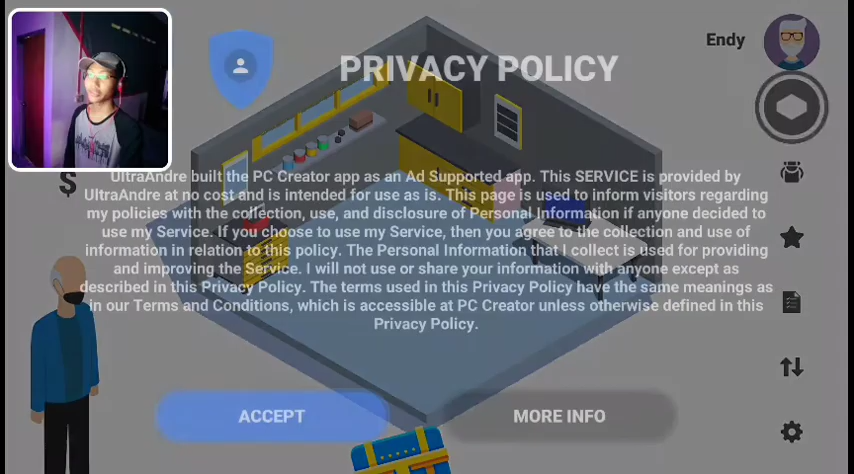 Endy
PRIVACY POLICY
$
UltraAndre built the PC Creator app as an Ad Supported app. This SERVICE is provided by
UltraAndre at no cost and is intended for use as is. This page is used to inform visitors regarding
my policies with the collection, use, and disclosure of Personal Information if anyone decided to
use my Service. If you choose to use my Service, then you agree to the collection and use of
information in relation to this policy. The Personal Information that I collect is used for providing
and improving the Service. I will not use or share your information with anyone except as
described in this Privacy Policy. The terms used in this Privacy Policy have the same meanings as
in our Terms and Conditions, which is accessible at PC Creator unless otherwise defined in this
Privacy Policy.
ACCEPT
MORE INFO